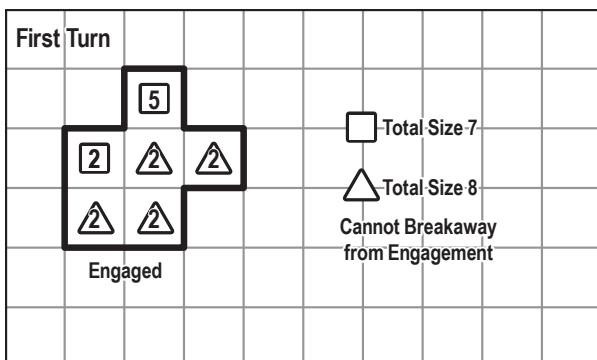 First Turn
5
2 2 2
2 2
Engaged
Total Size 7
Total Size 8
Cannot Breakaway
from Engagement